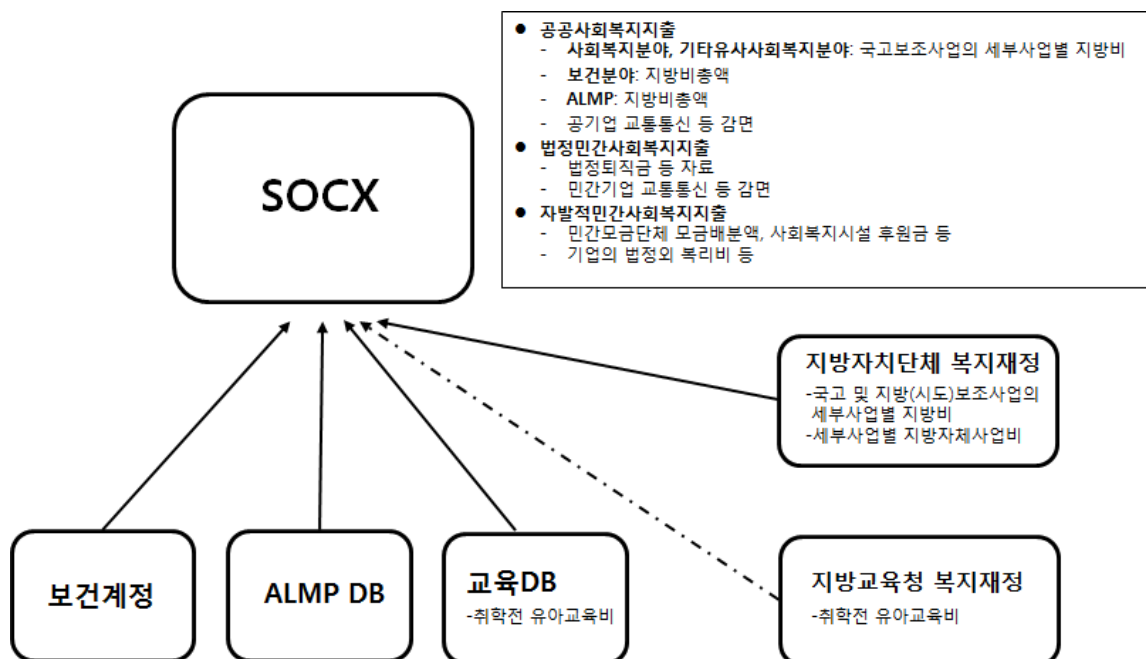 ● 공공사회복지지출
- 사회복지분야, 기타유사사회복지분야: 국고보조사업의 세부사업별 지방비
- 보건분야: 지방비총액
- ALMP: 지방비총액
- 공기업 교통통신 등 감면
● 법정민간사회복지지출
- 법정퇴직금 등 자료
- 민간기업 교통통신 등 감면
● 자발적민간사회복지지출
- 민간모금단체 모금배분액, 사회복지시설 후원금 등
- 기업의 법정외 복리비 등
SOCX
지방자치단체 복지재정
-국고 및 지방(시도)보조사업의
세부사업별 지방비
-세부사업별 지방자체사업비
보건계정
ALMP DB
교육DB
-취학전 유아교육비
지방교육청 복지재정
-취학전 유아교육비